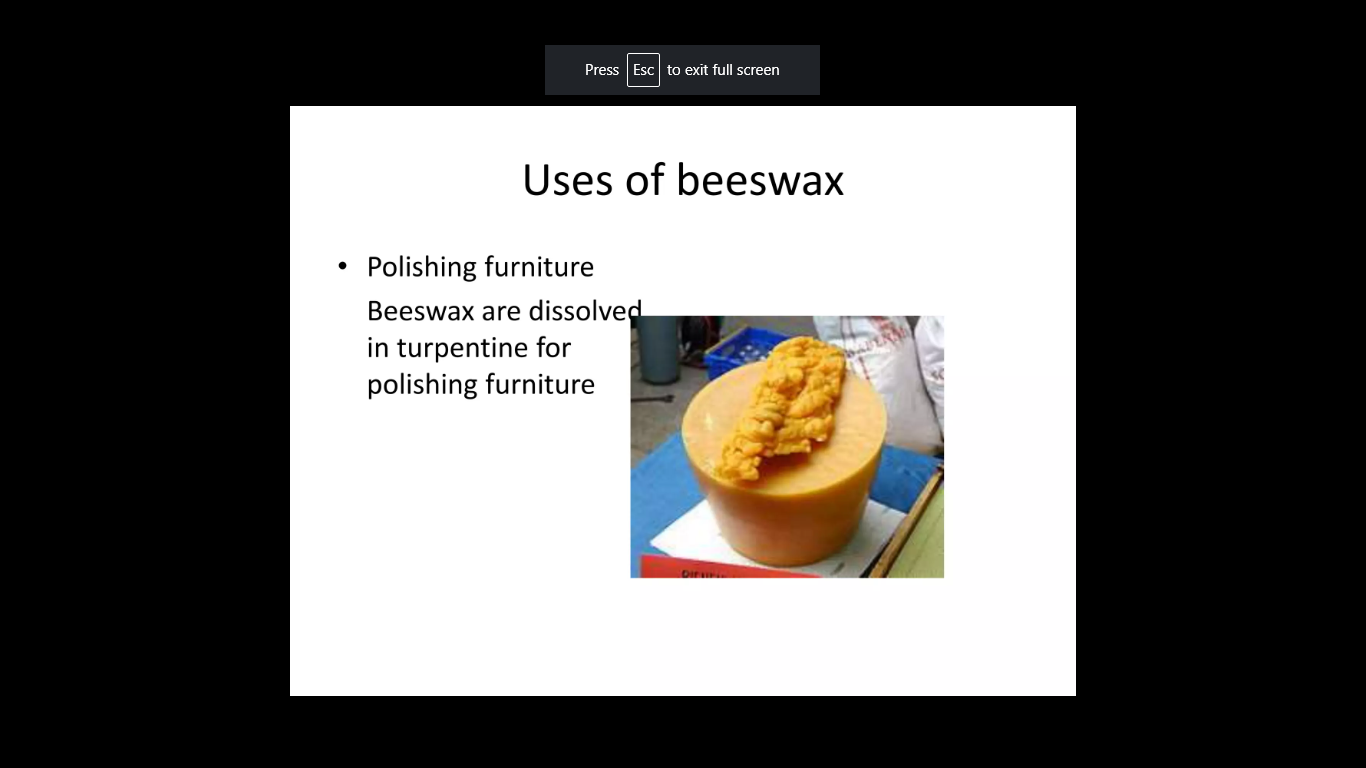 Press Esc to exit full screen
Uses of beeswax
• Polishing furniture
Beeswax are dissolved
in turpentine for
polishing furniture